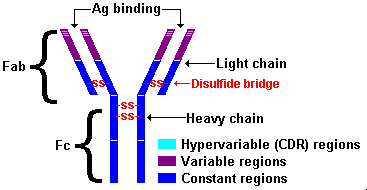 Ag binding
Fab
Light chain
SS
SS
Disulfide bridge
SS
SS
Heavy chain
Fc
Hypervariable (CDR) regions
Variable regions
Constant regions